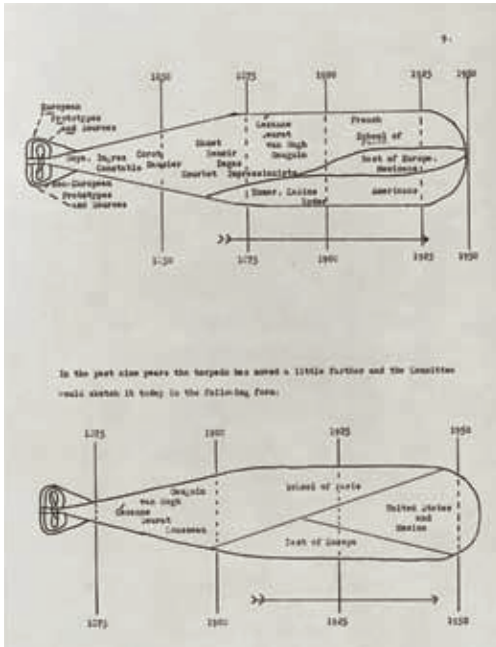 9.
1850 1875 1900 1925 1950
European
Prototypes
and Sources
Goya, Ingres
Constable
Corot
Daumier
Manet
Renoir
Degas
Courbet Impressionists
Cezanne
Seurat
van Gogh
Gauguin
French
School of
Rest of Europe,
Mexicans
Homer, Eakins
Ryder
Americans
Non-European
Prototypes
and Sources
1850 1875 1900 1925 1950
In the past nine years the torpedo has moved a little farther and the Committee
would sketch it today in the following form:
1875 1900 1925 1950
Gauguin
van Gogh
Cezanne
Seurat
Rousseau
School of Paris
United States
and
Mexico
Rest of Europe
1875 1900 1925 1950